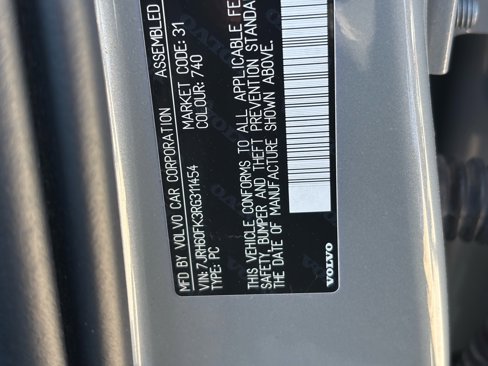 MFD BY VOLVO CAR CORPORATION ASSEMBLED
VIN:7JRH60FK3RG311454 MARKET CODE: 31
TYPE: PC COLOUR: 740
THIS VEHICLE CONFORMS TO ALL APPLICABLE FE
SAFETY, BUMPER AND THEFT PREVENTION STANDA
THE DATE OF MANUFACTURE SHOWN ABOVE.
VOLVO